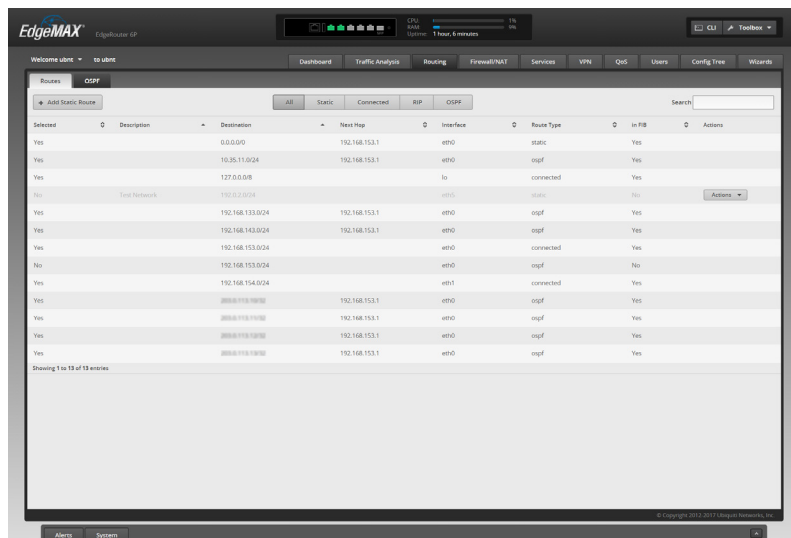 EdgeMAX EdgeRouter 6P
CPU: 1%
RAM: 9%
Uptime: 1 hour, 6 minutes
CLI Toolbox
Welcome ubnt to ubnt
Dashboard Traffic Analysis Routing Firewall/NAT Services VPN QoS Users Config Tree Wizards
Routes OSPF
+ Add Static Route All Static Connected RIP OSPF Search
Selected Description Destination Next Hop Interface Route Type in FIB Actions
Yes 0.0.0.0/0 192.168.153.1 eth0 static Yes
Yes 10.35.11.0/24 192.168.153.1 eth0 ospf Yes
Yes 127.0.0.0/8 lo connected Yes
No Test Network eth5 static No Actions
Yes 192.168.133.0/24 192.168.153.1 eth0 ospf Yes
Yes 192.168.143.0/24 192.168.153.1 eth0 ospf Yes
Yes 192.168.153.0/24 eth0 connected Yes
No 192.168.153.0/24 eth0 ospf No
Yes 192.168.154.0/24 eth1 connected Yes
Yes 192.168.153.1 eth0 ospf Yes
Yes 192.168.153.1 eth0 ospf Yes
Yes 192.168.153.1 eth0 ospf Yes
Yes 192.168.153.1 eth0 ospf Yes
Showing 1 to 13 of 13 entries
© Copyright 2012-2017 Ubiquiti Networks, Inc.
Alerts System